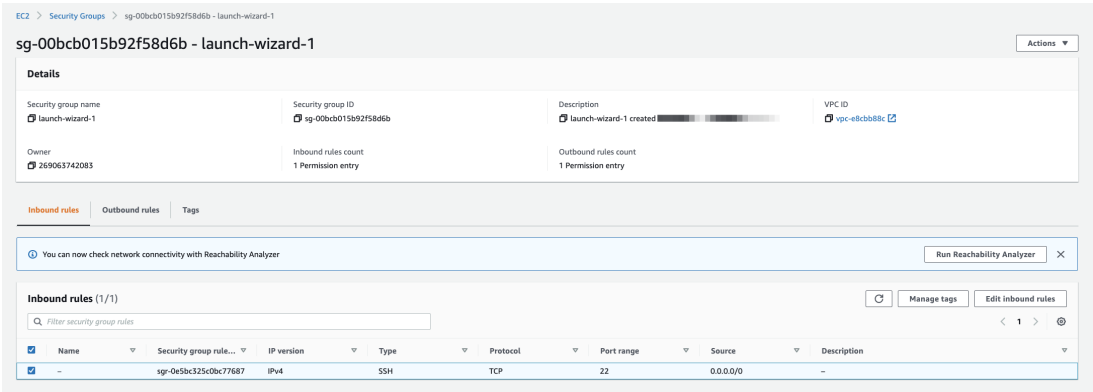 EC2 > Security Groups > sg-00bcb015b92f58d6b - launch-wizard-1
sg-00bcb015b92f58d6b - launch-wizard-1
Actions
Details
Security group name
launch-wizard-1
Security group ID
sg-00bcb015b92f58d6b
Description
launch-wizard-1 created
VPC ID
vpc-e8cbb88c
Owner
269063742083
Inbound rules count
1 Permission entry
Outbound rules count
1 Permission entry
Inbound rules Outbound rules Tags
You can now check network connectivity with Reachability Analyzer Run Reachability Analyzer
Inbound rules (1/1) Manage tags Edit inbound rules
Filter security group rules 1
Name Security group rule... IP version Type Protocol Port range Source Description
– sgr-0e5bc325c0bc77687 IPv4 SSH TCP 22 0.0.0.0/0 –